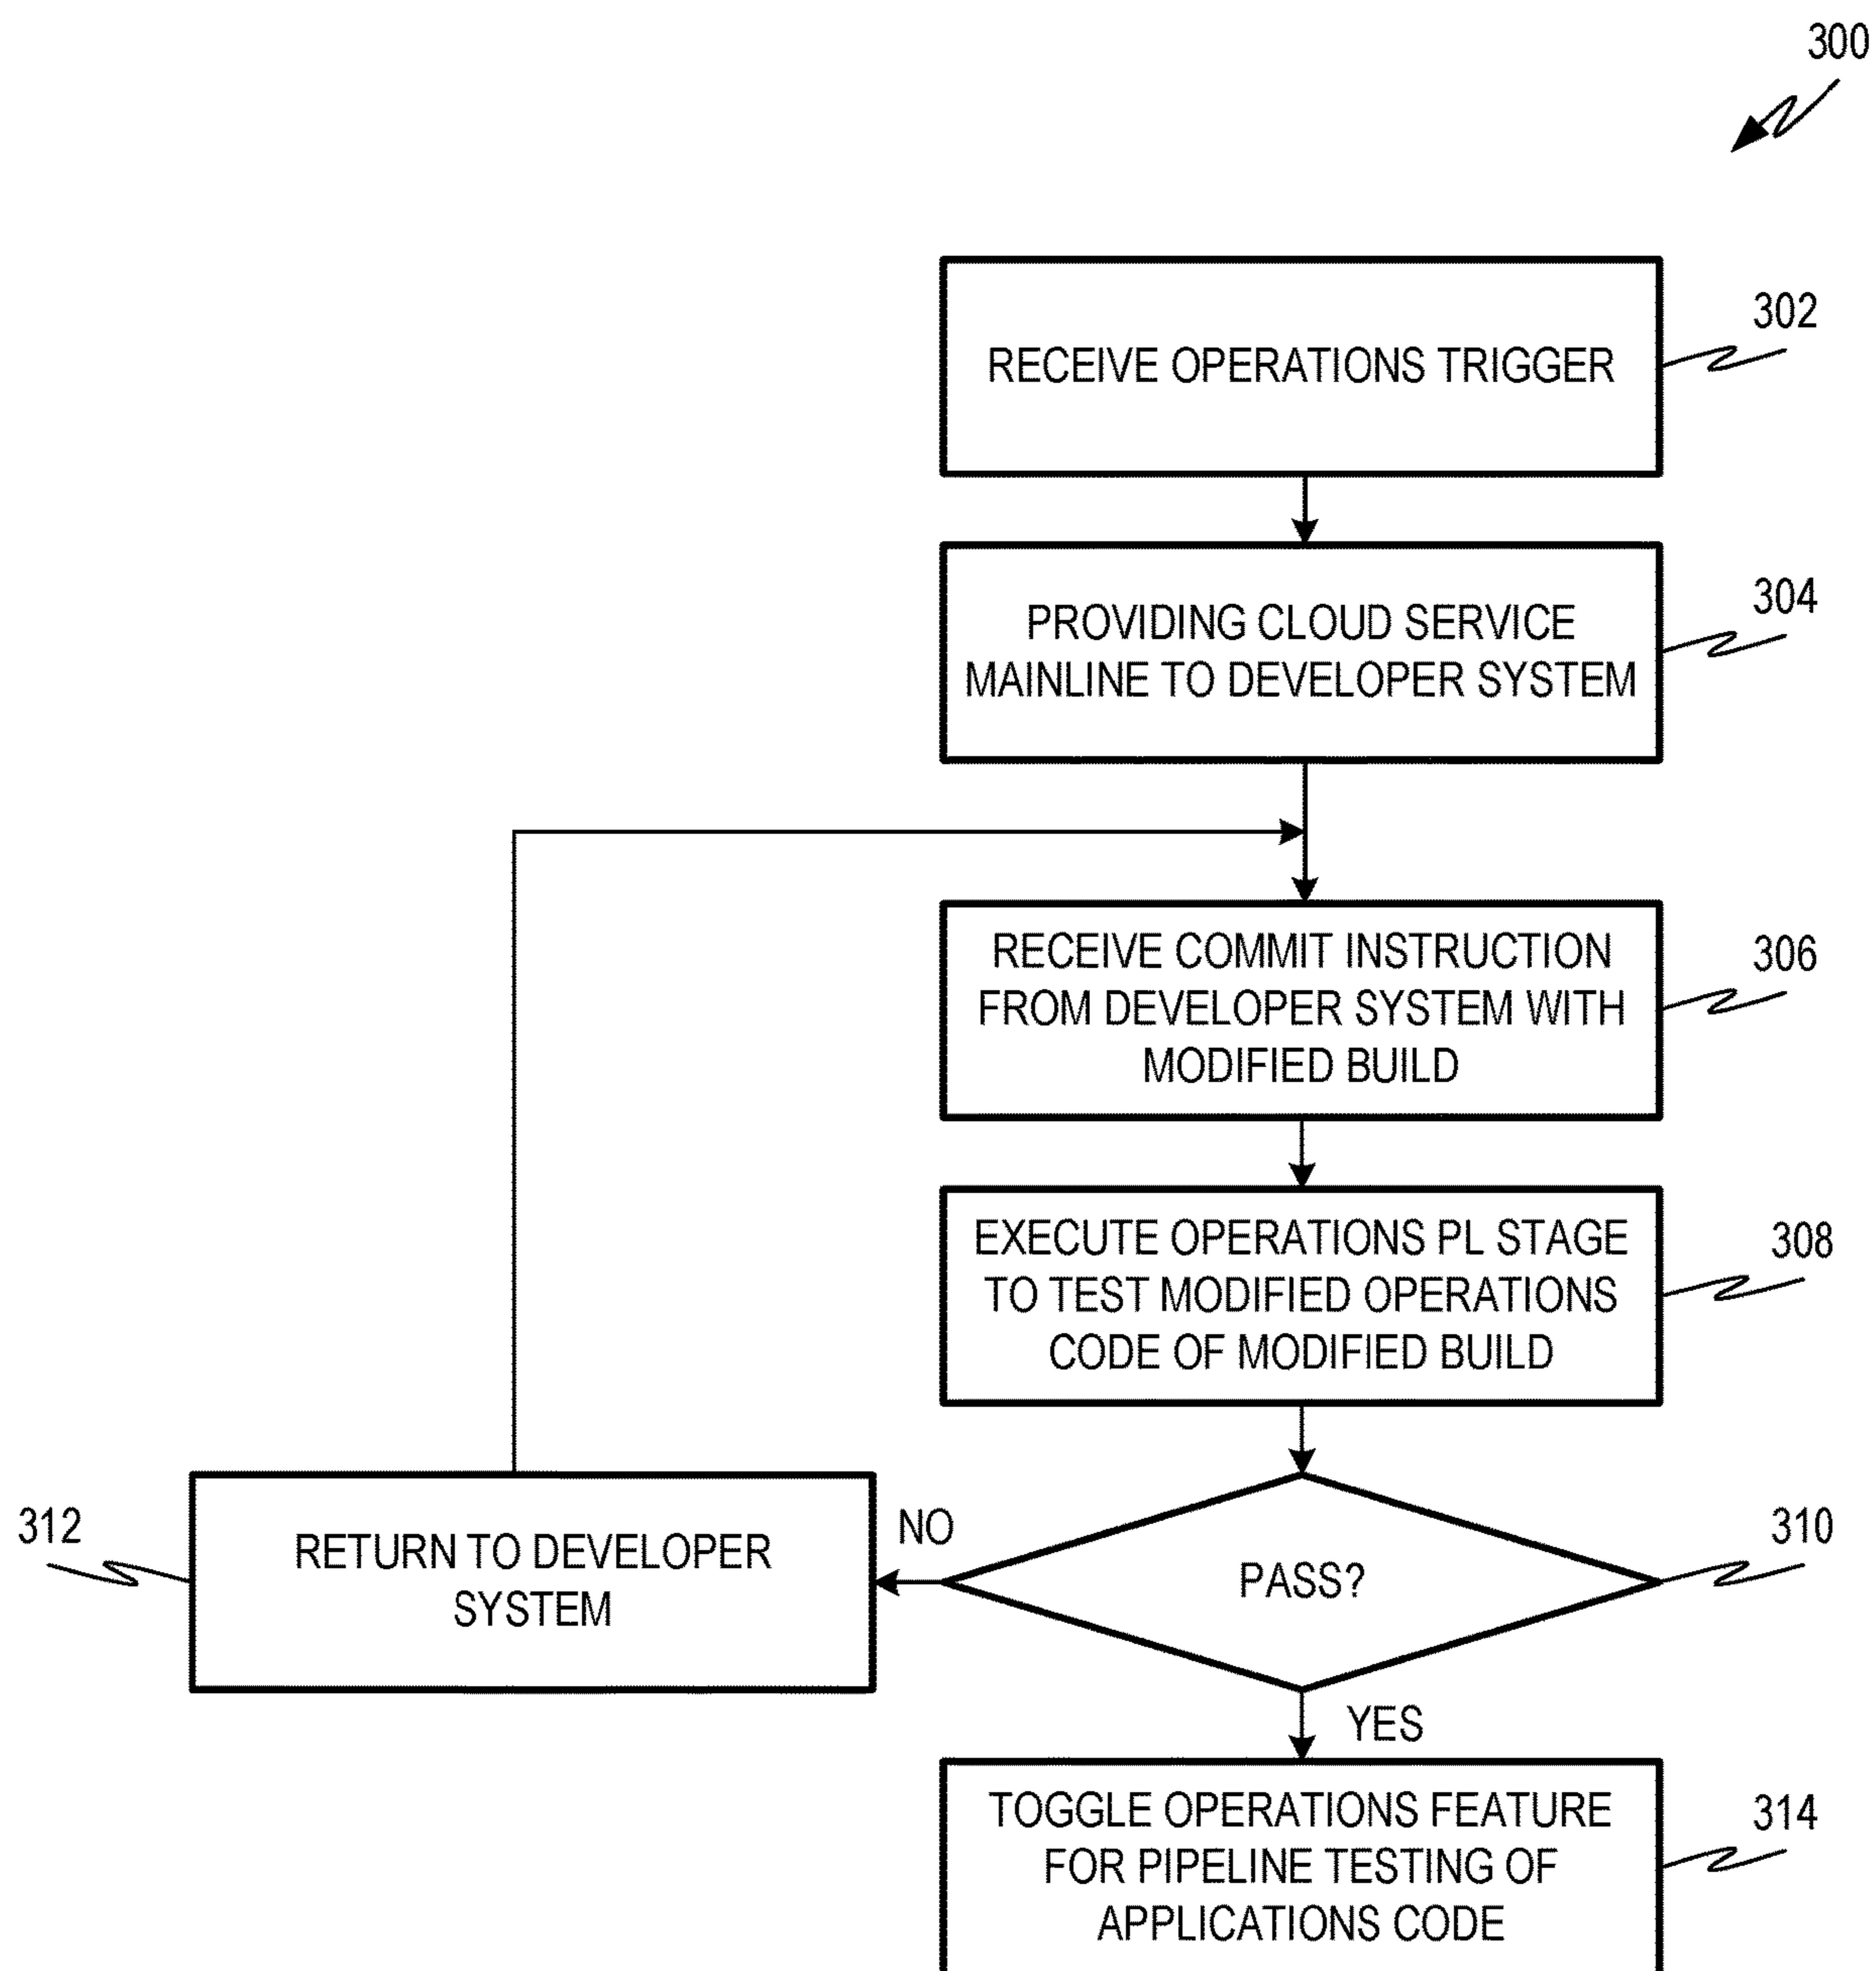 300
RECEIVE OPERATIONS TRIGGER
302
PROVIDING CLOUD SERVICE
MAINLINE TO DEVELOPER SYSTEM
304
RECEIVE COMMIT INSTRUCTION
FROM DEVELOPER SYSTEM WITH
MODIFIED BUILD
306
EXECUTE OPERATIONS PL STAGE
TO TEST MODIFIED OPERATIONS
CODE OF MODIFIED BUILD
308
PASS?
310
NO
312
RETURN TO DEVELOPER
SYSTEM
YES
TOGGLE OPERATIONS FEATURE
FOR PIPELINE TESTING OF
APPLICATIONS CODE
314